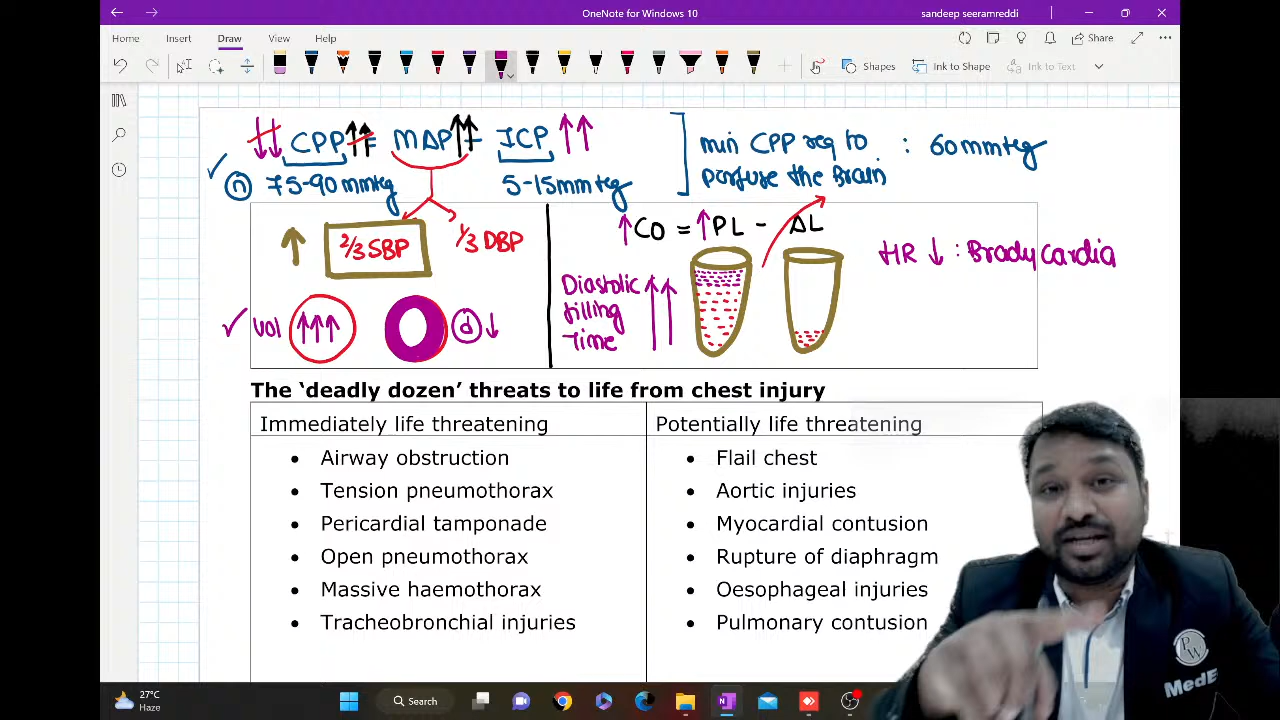 OneNote for Windows 10
sandeep seeramreddi
Home Insert Draw View Help
Share
Shapes Ink to Shape Ink to Text
↓↓ CPP ↑↑ = MAP ↑↑ - ICP ↑↑
min CPP req to : 60 mmHg
perfuse the Brain
✓ (n) 75-90 mmHg 5-15 mmHg
↑ 2/3 SBP 1/3 DBP
↑CO = ↑PL - AL
HR ↓ : Bradycardia
✓ Vol ↑↑↑ (d) ↓
Diastolic
filling
Time ↑↑
The ‘deadly dozen’ threats to life from chest injury
Immediately life threatening
• Airway obstruction
• Tension pneumothorax
• Pericardial tamponade
• Open pneumothorax
• Massive haemothorax
• Tracheobronchial injuries
Potentially life threatening
• Flail chest
• Aortic injuries
• Myocardial contusion
• Rupture of diaphragm
• Oesophageal injuries
• Pulmonary contusion
PW
MedE
27°C
Haze
Search